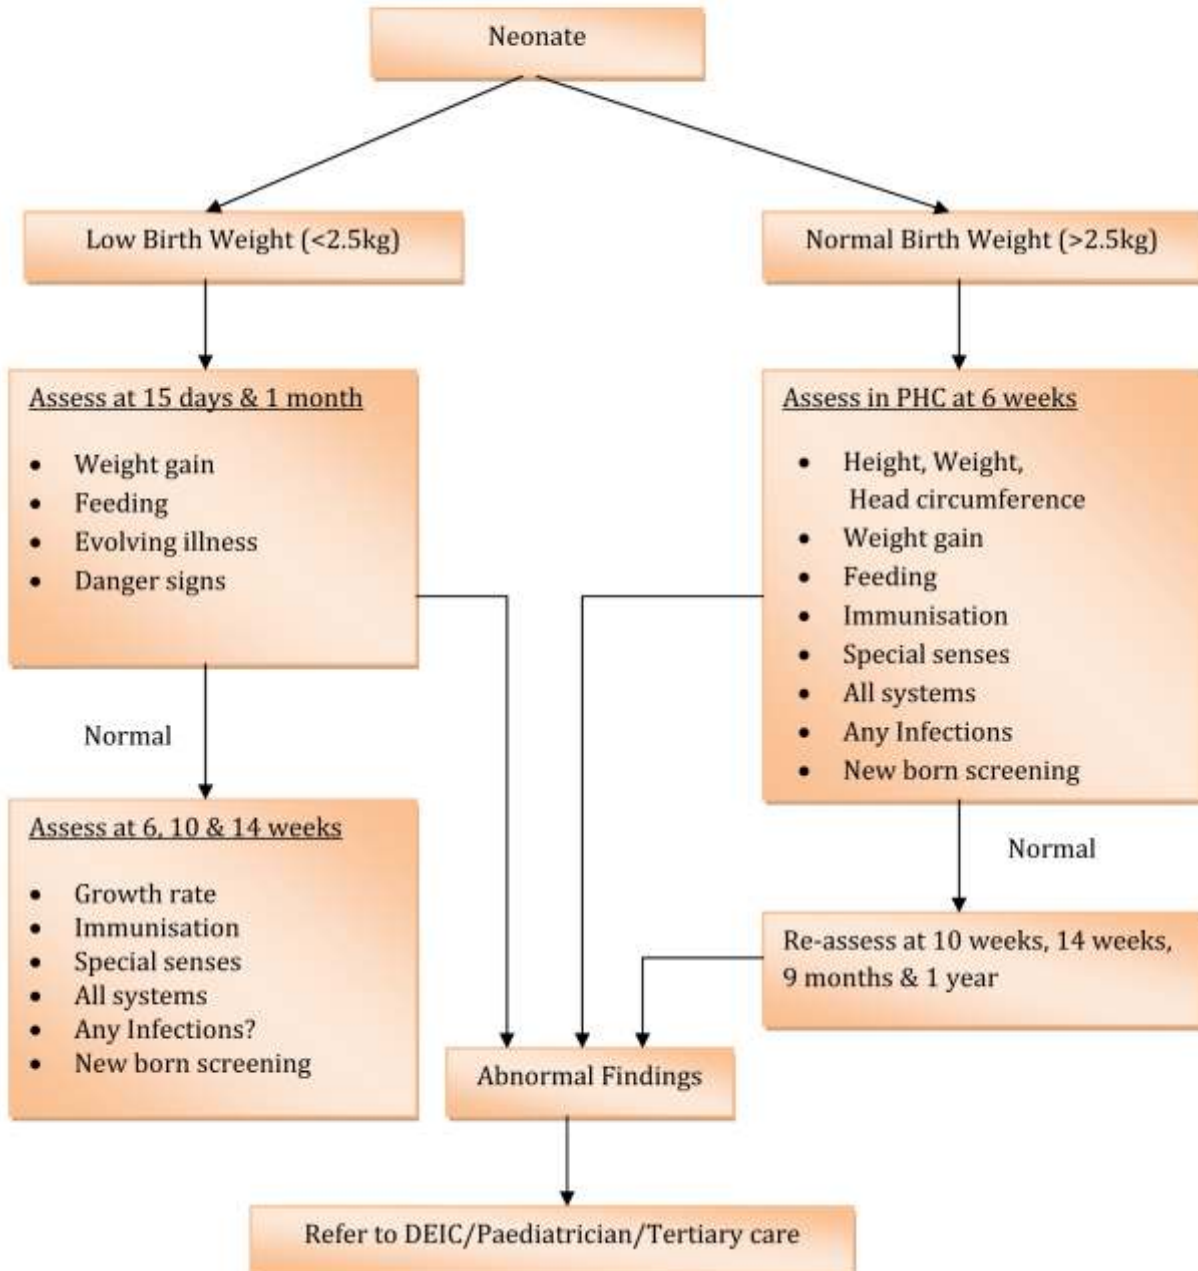 Neonate
Low Birth Weight (<2.5kg)
Normal Birth Weight (>2.5kg)
Assess at 15 days & 1 month
• Weight gain
• Feeding
• Evolving illness
• Danger signs
Assess in PHC at 6 weeks
• Height, Weight,
Head circumference
• Weight gain
• Feeding
• Immunisation
• Special senses
• All systems
• Any Infections
• New born screening
Normal
Assess at 6, 10 & 14 weeks
• Growth rate
• Immunisation
• Special senses
• All systems
• Any Infections?
• New born screening
Normal
Re-assess at 10 weeks, 14 weeks,
9 months & 1 year
Abnormal Findings
Refer to DEIC/Paediatrician/Tertiary care